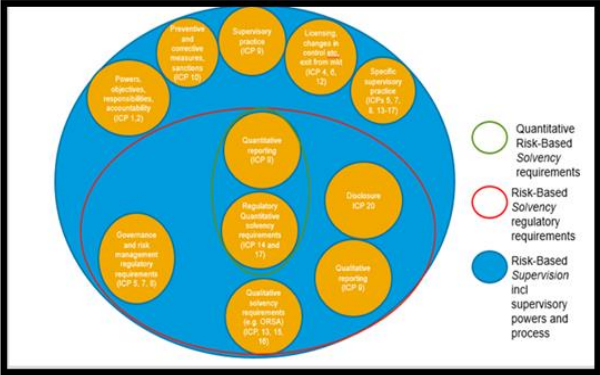 Preventive
and
corrective
measures,
sanctions
(ICP 10)
Supervisory
practice
(ICP 9)
Licensing,
changes in
control etc,
exit from mkt
(ICP 4, 6,
12)
Powers,
objectives,
responsibilities,
accountability
(ICP 1,2)
Specific
supervisory
practice
(ICPs 5, 7,
8, 13-17)
Quantitative
reporting
(ICP 9)
Regulatory
Quantitative
solvency
requirements
(ICP 14 and
17)
Disclosure
ICP 20
Governance
and risk
management
regulatory
requirements
(ICP 5, 7, 8)
Qualitative
reporting
(ICP 9)
Qualitative
solvency
requirements
(e.g. ORSA)
(ICP, 13, 15,
16)
Quantitative
Risk-Based
Solvency
requirements
Risk-Based
Solvency
regulatory
requirements
Risk-Based
Supervision
incl
supervisory
powers and
process